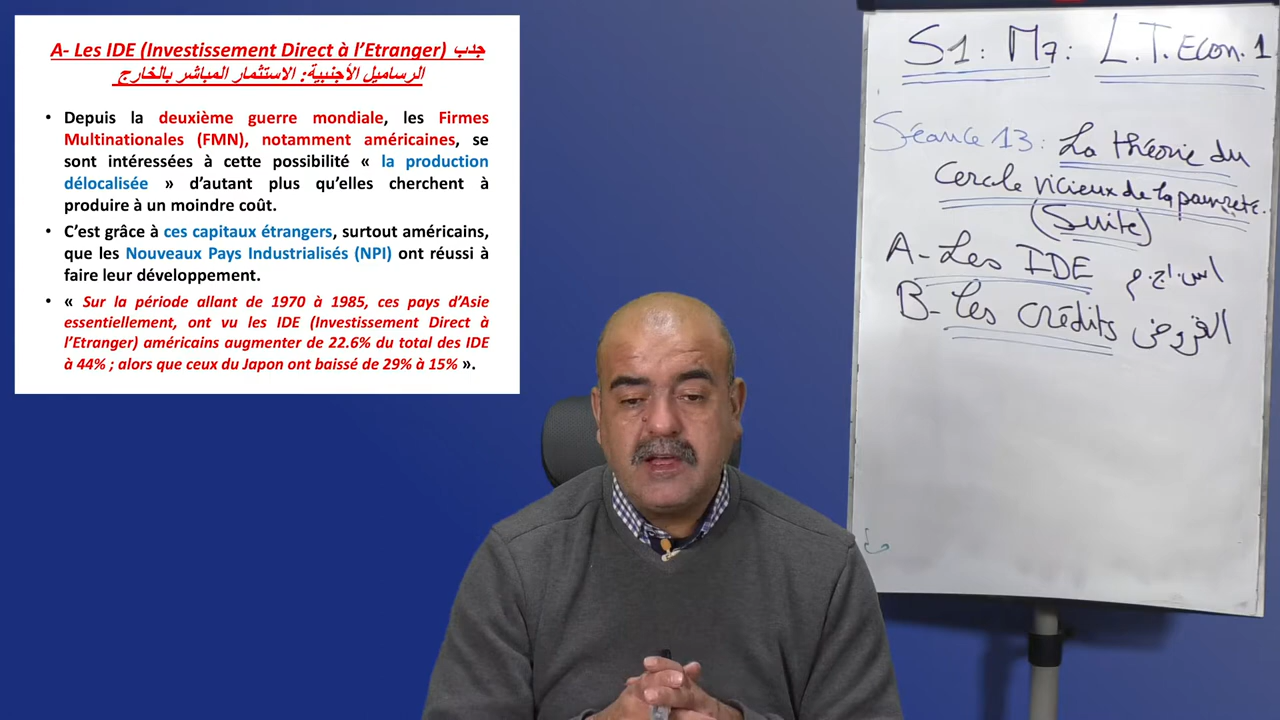 A- Les IDE (Investissement Direct à l’Etranger) جدب
الرساميل الأجنبية: الاستثمار المباشر بالخارج
• Depuis la deuxième guerre mondiale, les Firmes
Multinationales (FMN), notamment américaines, se
sont intéressées à cette possibilité « la production
délocalisée » d’autant plus qu’elles cherchent à
produire à un moindre coût.
• C’est grâce à ces capitaux étrangers, surtout américains,
que les Nouveaux Pays Industrialisés (NPI) ont réussi à
faire leur développement.
• « Sur la période allant de 1970 à 1985, ces pays d’Asie
essentiellement, ont vu les IDE (Investissement Direct à
l’Etranger) américains augmenter de 22.6% du total des IDE
à 44% ; alors que ceux du Japon ont baissé de 29% à 15% ».
S1: M7: L.T.Econ.1
Séance 13: La théorie du
Cercle vicieux de la pauvreté.
(Suite)
A- Les IDE اس.اج.م
B- Les crédits القروض